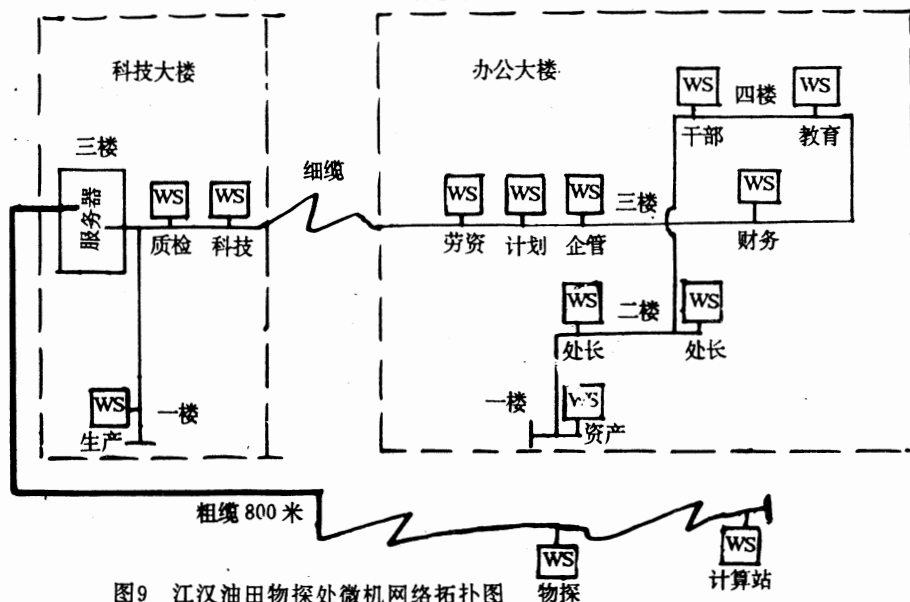 科技大楼
办公大楼
WS
四楼
WS
干部
教育
三楼
服务器
WS
WS
质检
科技
细缆
WS
WS
WS
三楼
WS
劳资
计划
企管
财务
WS
二楼
WS
处长
处长
WS
一楼
生产
一楼
WS
资产
粗缆 800 米
WS
物探
WS
计算站
图9 江汉油田物探处微机网络拓扑图